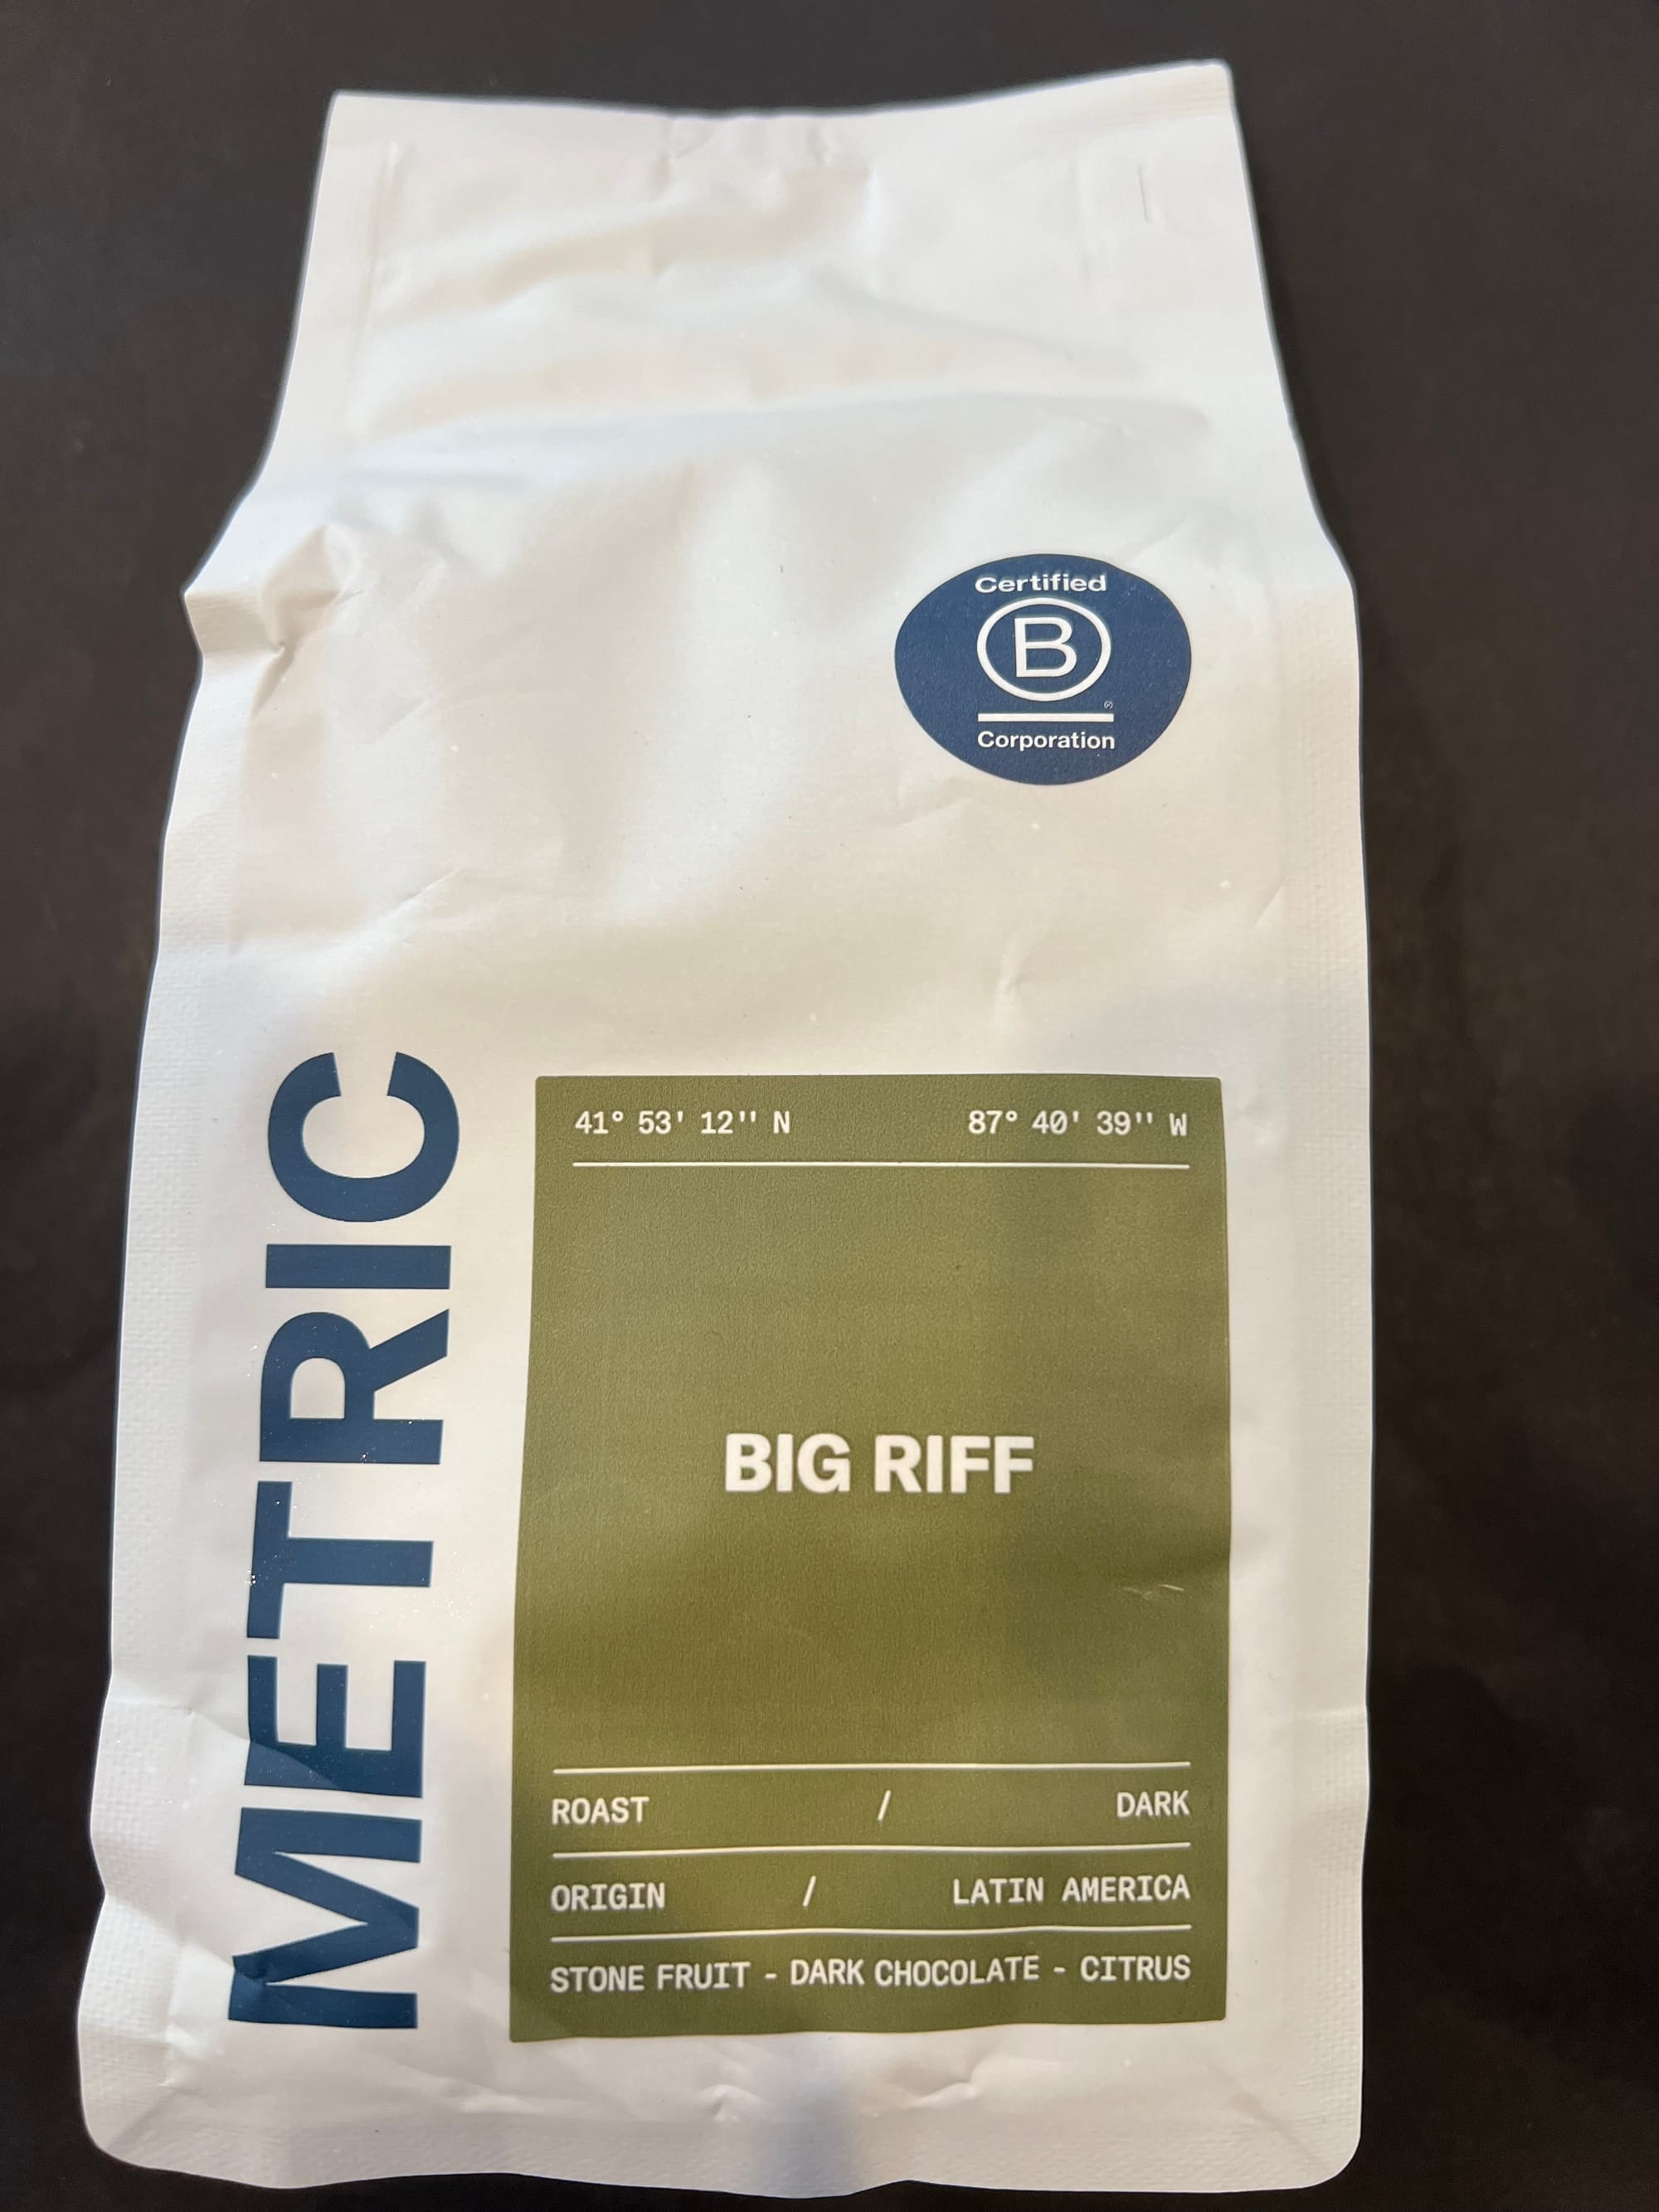 Certified
B
®
Corporation
METRIC
41° 53' 12'' N 87° 40' 39'' W
BIG RIFF
ROAST / DARK
ORIGIN / LATIN AMERICA
STONE FRUIT - DARK CHOCOLATE - CITRUS